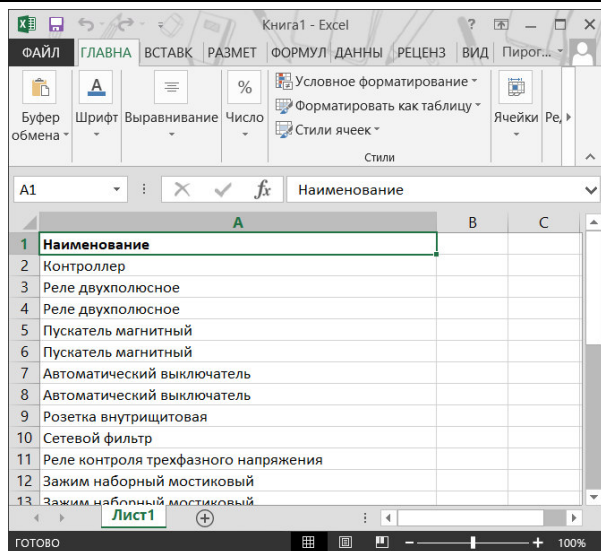 Книга1 - Excel
ФАЙЛ ГЛАВНА ВСТАВК РАЗМЕТ ФОРМУЛ ДАННЫ РЕЦЕНЗ ВИД Пирог...
Буфер обмена
Шрифт
Выравнивание
Число
%
Условное форматирование
Форматировать как таблицу
Стили ячеек
Стили
Ячейки
Ре
A1 fx Наименование
A B C
1 Наименование
2 Контроллер
3 Реле двухполюсное
4 Реле двухполюсное
5 Пускатель магнитный
6 Пускатель магнитный
7 Автоматический выключатель
8 Автоматический выключатель
9 Розетка внутрищитовая
10 Сетевой фильтр
11 Реле контроля трехфазного напряжения
12 Зажим наборный мостиковый
13 Зажим наборный мостиковый
Лист1
ГОТОВО 100%